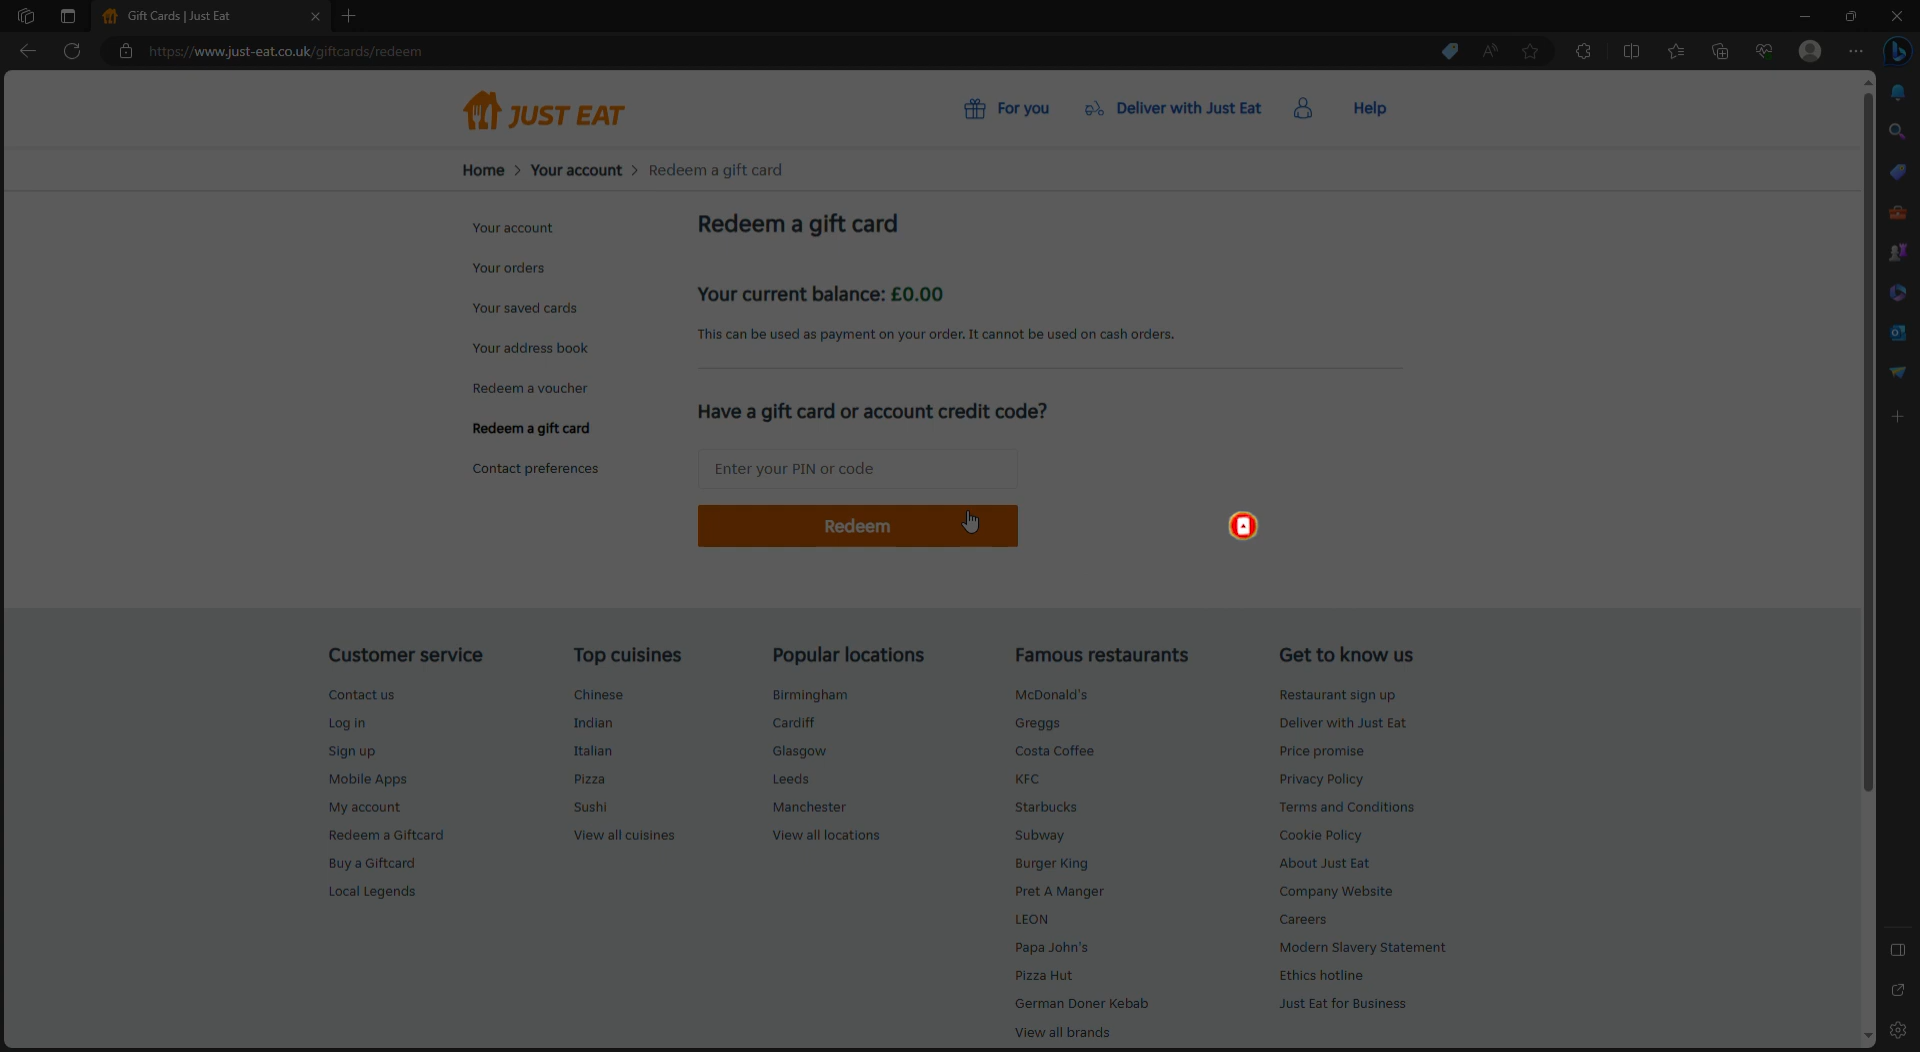 Gift Cards | Just Eat
https://www.just-eat.co.uk/giftcards/redeem
JUST EAT
For you
Deliver with Just Eat
Help
Home > Your account > Redeem a gift card
Your account
Your orders
Your saved cards
Your address book
Redeem a voucher
Redeem a gift card
Contact preferences
Redeem a gift card
Your current balance: £0.00
This can be used as payment on your order. It cannot be used on cash orders.
Have a gift card or account credit code?
Enter your PIN or code
Redeem
Customer service
Contact us
Log in
Sign up
Mobile Apps
My account
Redeem a Giftcard
Buy a Giftcard
Local Legends
Top cuisines
Chinese
Indian
Italian
Pizza
Sushi
View all cuisines
Popular locations
Birmingham
Cardiff
Glasgow
Leeds
Manchester
View all locations
Famous restaurants
McDonald's
Greggs
Costa Coffee
KFC
Starbucks
Subway
Burger King
Pret A Manger
LEON
Papa John's
Pizza Hut
German Doner Kebab
View all brands
Get to know us
Restaurant sign up
Deliver with Just Eat
Price promise
Privacy Policy
Terms and Conditions
Cookie Policy
About Just Eat
Company Website
Careers
Modern Slavery Statement
Ethics hotline
Just Eat for Business